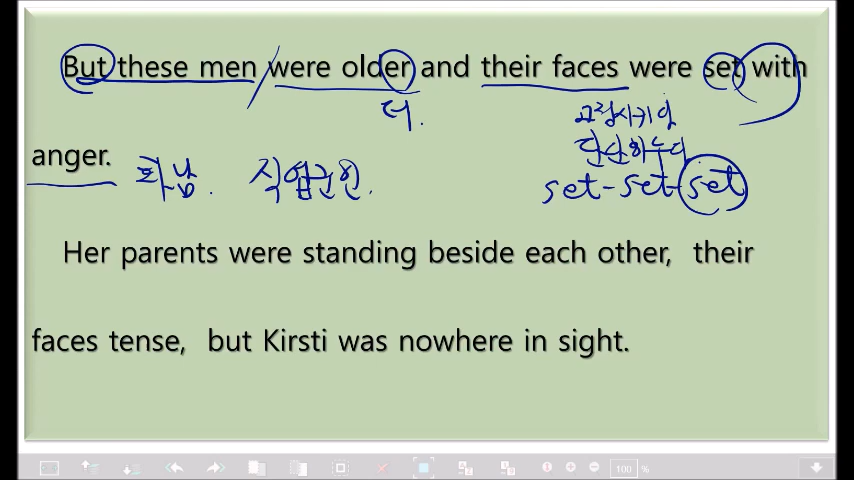 But these men were older and their faces were set with
더.
고정시키다
단단하누다
anger. 화남. 직업군인.
set-set-set
Her parents were standing beside each other, their
faces tense, but Kirsti was nowhere in sight.
100 %